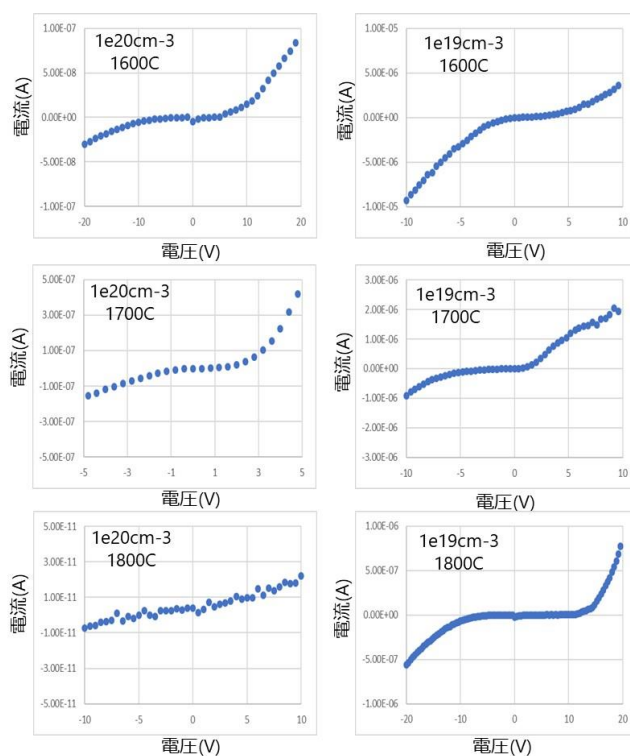 1e20cm-3
1600C
電流(A)
1.00E-07
5.00E-08
0.00E+00
-5.00E-08
-1.00E-07
-20
-10
0
10
20
電圧(V)
1e19cm-3
1600C
電流(A)
1.00E-05
5.00E-06
0.00E+00
-5.00E-06
-1.00E-05
-10
-5
0
5
10
電圧(V)
1e20cm-3
1700C
電流(A)
5.00E-07
3.00E-07
1.00E-07
-1.00E-07
-3.00E-07
-5.00E-07
-5
-3
-1
1
3
5
電圧(V)
1e19cm-3
1700C
電流(A)
3.00E-06
2.00E-06
1.00E-06
0.00E+00
-1.00E-06
-2.00E-06
-3.00E-06
-10
-5
0
5
10
電圧(V)
1e20cm-3
1800C
電流(A)
5.00E-11
3.00E-11
1.00E-11
-1.00E-11
-3.00E-11
-5.00E-11
-10
-5
0
5
10
電圧(V)
1e19cm-3
1800C
電流(A)
1.00E-06
5.00E-07
0.00E+00
-5.00E-07
-1.00E-06
-20
-10
0
10
20
電圧(V)